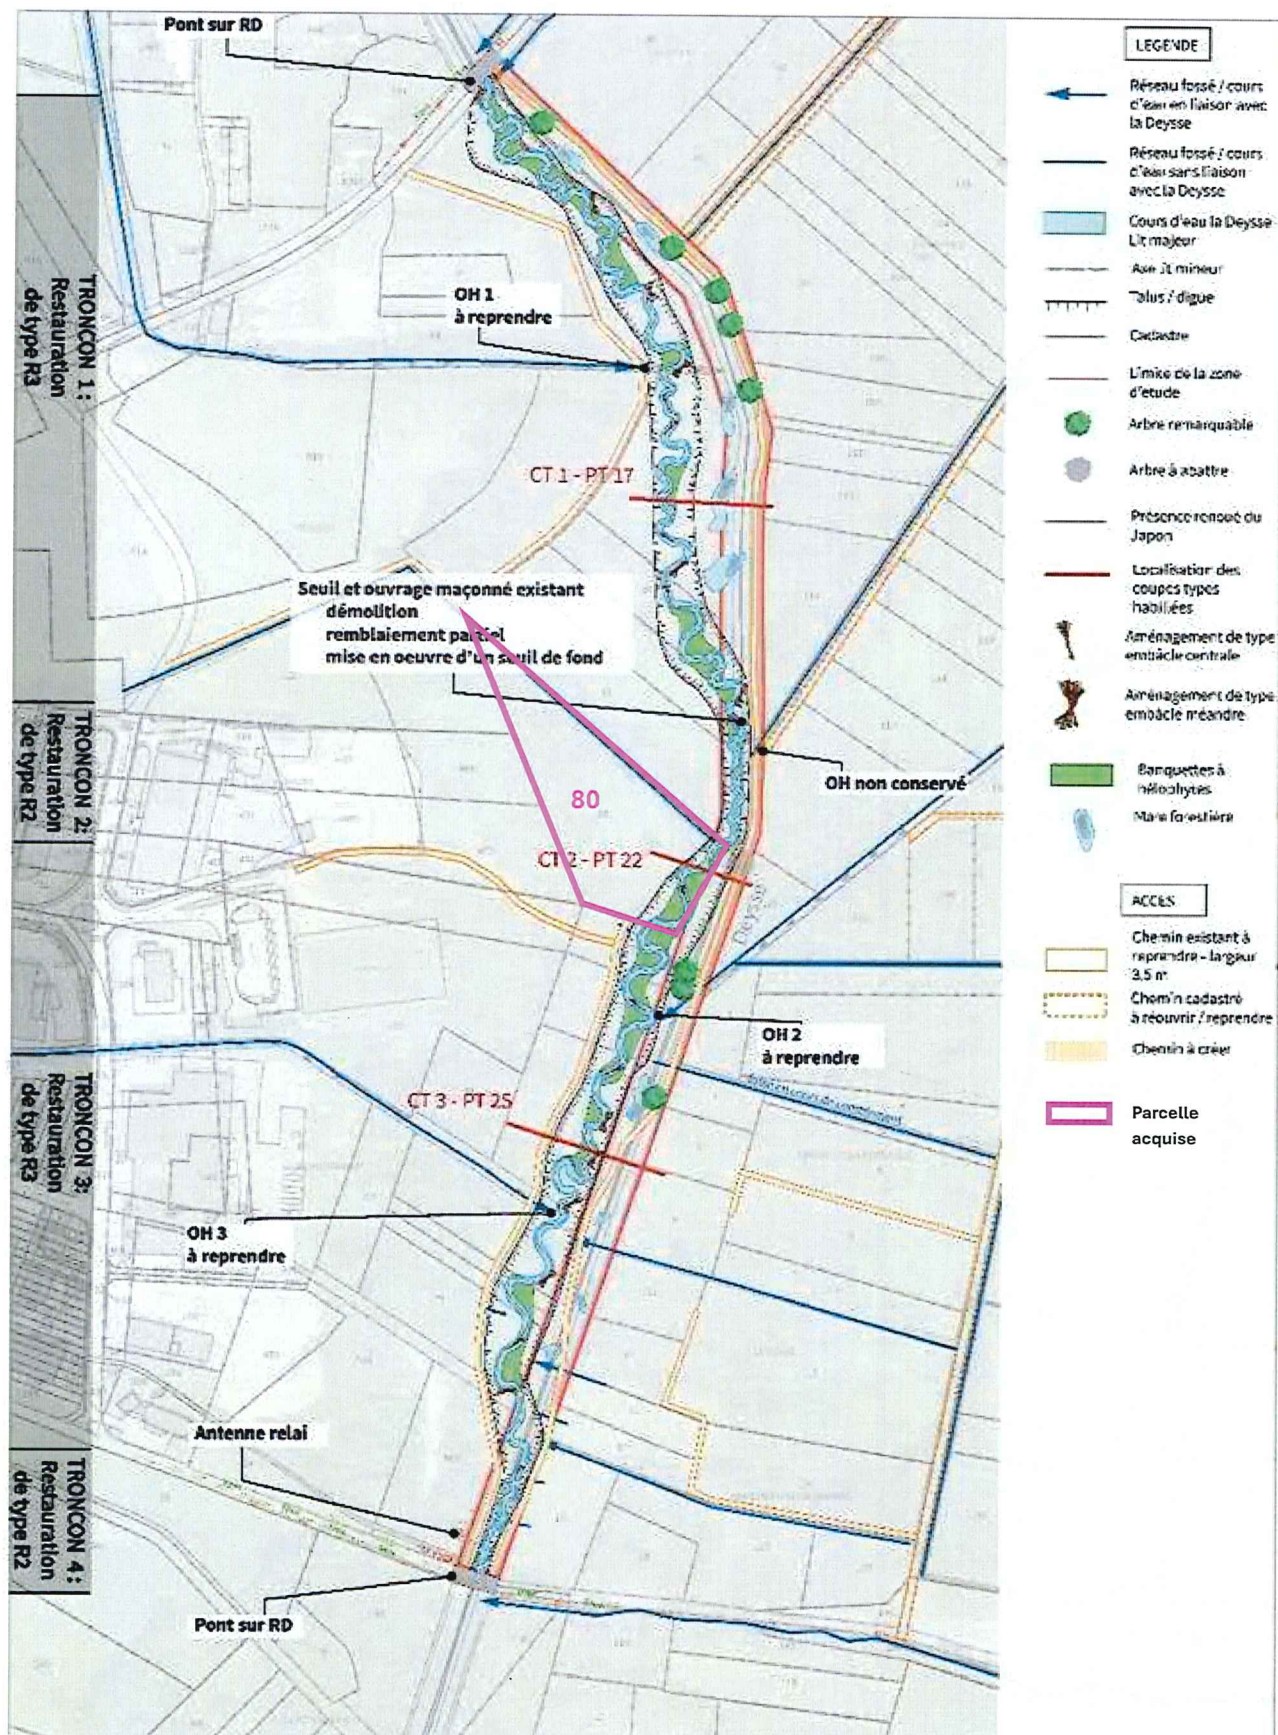 Pont sur RD
TRONCON 1:
Restauration
de type R3
OH 1
à reprendre
CT 1 - PT 17
Seuil et ouvrage maçonné existant
démolition
remblaiement partiel
mise en oeuvre d'un seuil de fond
TRONCON 2:
Restauration
de type R2
OH non conservé
80
CT 2 - PT 22
Deysse
OH 2
à reprendre
TRONCON 3:
Restauration
de type R3
CT 3 - PT 25
OH 3
à reprendre
Antenne relai
TRONCON 4:
Restauration
de type R2
Pont sur RD
LEGENDE
Réseau fossé / cours
d'eau en liaison avec
la Deysse
Réseau fossé / cours
d'eau sans liaison
avec la Deysse
Cours d'eau la Deysse
Lit majeur
Axe lit mineur
Talus / digue
Cadastre
Limite de la zone
d'étude
Arbre remarquable
Arbre à abattre
Présence renoué du
Japon
Localisation des
coupes types
habillées
Aménagement de type
embâcle centrale
Aménagement de type
embâcle méandre
Banquettes à
hélophytes
Mare forestière
ACCES
Chemin existant à
reprendre - largeur
3,5 m
Chemin cadastré
à réouvrir / reprendre
Chemin à créer
Parcelle
acquise